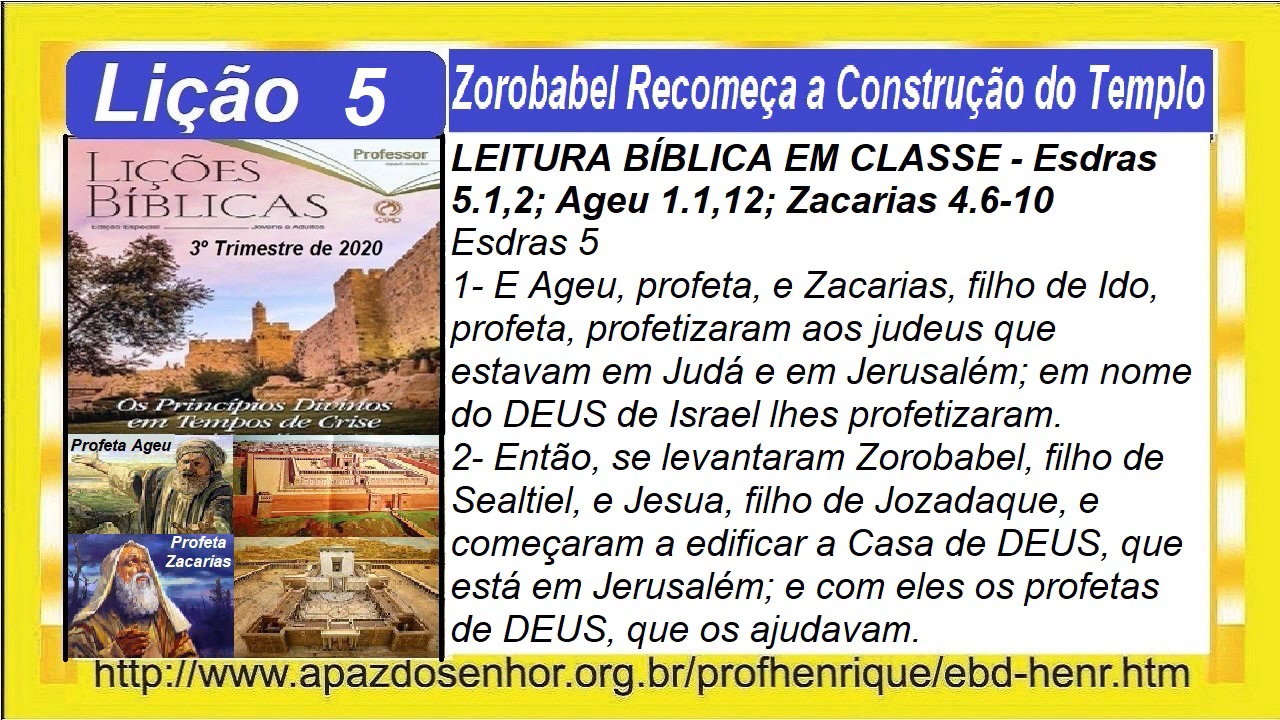 Lição 5
Zorobabel Recomeça a Construção do Templo
Professor
LIÇÕES
BÍBLICAS
CPAD
Edição Especial
Jovens e Adultos
3º Trimestre de 2020
Os Princípios Divinos
em Tempos de Crise
Profeta Ageu
Profeta
Zacarias
LEITURA BÍBLICA EM CLASSE - Esdras
5.1,2; Ageu 1.1,12; Zacarias 4.6-10
Esdras 5
1- E Ageu, profeta, e Zacarias, filho de Ido,
profeta, profetizaram aos judeus que
estavam em Judá e em Jerusalém; em nome
do DEUS de Israel lhes profetizaram.
2- Então, se levantaram Zorobabel, filho de
Sealtiel, e Jesua, filho de Jozadaque, e
começaram a edificar a Casa de DEUS, que
está em Jerusalém; e com eles os profetas
de DEUS, que os ajudavam.
http://www.apazdosenhor.org.br/profhenrique/ebd-henr.htm